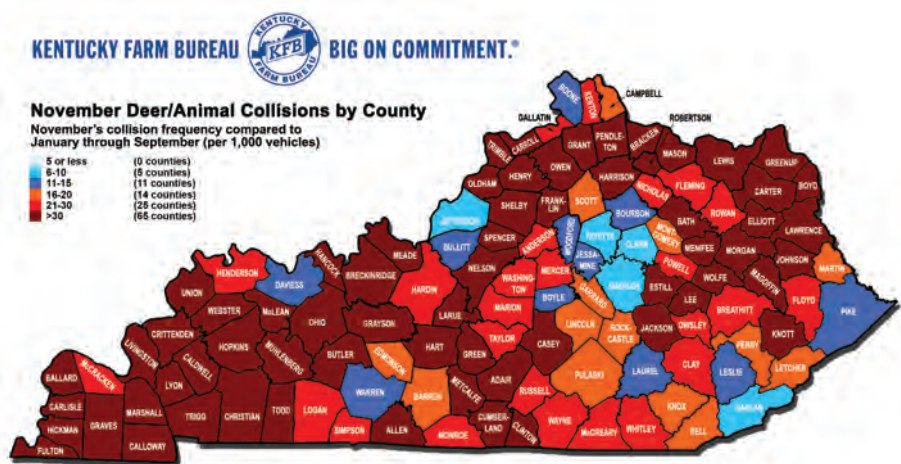 KENTUCKY FARM BUREAU
KENTUCKY
KFB
FARM BUREAU
BIG ON COMMITMENT.®
November Deer/Animal Collisions by County
November's collision frequency compared to
January through September (per 1,000 vehicles)
5 or less (0 counties)
6-10 (5 counties)
11-15 (11 counties)
16-20 (14 counties)
21-30 (25 counties)
>30 (65 counties)
BOONE
KENTON
CAMPBELL
GALLATIN
ROBERTSON
TRIMBLE
CARROLL
GRANT
PENDLE-
TON
BRACKEN
MASON
LEWIS
GREENUP
OLDHAM
HENRY
OWEN
HARRISON
NICHOLAS
FLEMING
CARTER
BOYD
SHELBY
FRANK-
LIN
SCOTT
BOURBON
BATH
ROWAN
ELLIOTT
LAWRENCE
JEFFERSON
BULLITT
SPENCER
ANDERSON
WOODFORD
FAYETTE
CLARK
MONT-
GOMERY
MENIFEE
MORGAN
JOHNSON
MARTIN
HANCOCK
MEADE
BRECKINRIDGE
HARDIN
NELSON
WASHING-
TON
MERCER
JESSA-
MINE
MADISON
POWELL
ESTILL
WOLFE
MAGOFFIN
FLOYD
PIKE
HENDERSON
DAVIESS
UNION
WEBSTER
McLEAN
OHIO
GRAYSON
LARUE
MARION
BOYLE
GARRARD
LEE
BREATHITT
KNOTT
CRITTENDEN
LIVINGSTON
CALDWELL
HOPKINS
MUHLENBERG
BUTLER
EDMONSON
HART
GREEN
TAYLOR
CASEY
LINCOLN
ROCK-
CASTLE
JACKSON
OWSLEY
PERRY
LETCHER
BALLARD
McCRACKEN
LYON
WARREN
BARREN
METCALFE
ADAIR
RUSSELL
PULASKI
LAUREL
CLAY
LESLIE
HARLAN
CARLISLE
GRAVES
MARSHALL
TRIGG
CHRISTIAN
TODD
LOGAN
SIMPSON
ALLEN
MONROE
CUMBER-
LAND
CLINTON
WAYNE
McCREARY
WHITLEY
KNOX
BELL
HICKMAN
FULTON
CALLOWAY